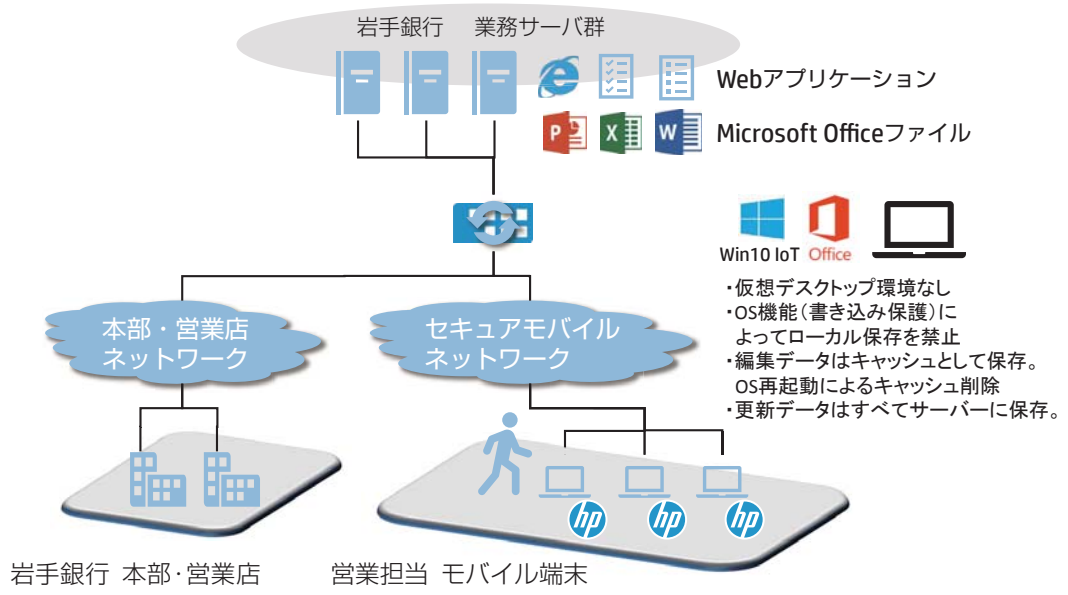 岩手銀行 業務サーバ群
Webアプリケーション
P
X
W
Microsoft Officeファイル
Win10 IoT Office
・仮想デスクトップ環境なし
・OS機能（書き込み保護）に
よってローカル保存を禁止
・編集データはキャッシュとして保存。
OS再起動によるキャッシュ削除
・更新データはすべてサーバーに保存。
本部・営業店
ネットワーク
セキュアモバイル
ネットワーク
hp
hp
hp
岩手銀行 本部・営業店
営業担当 モバイル端末